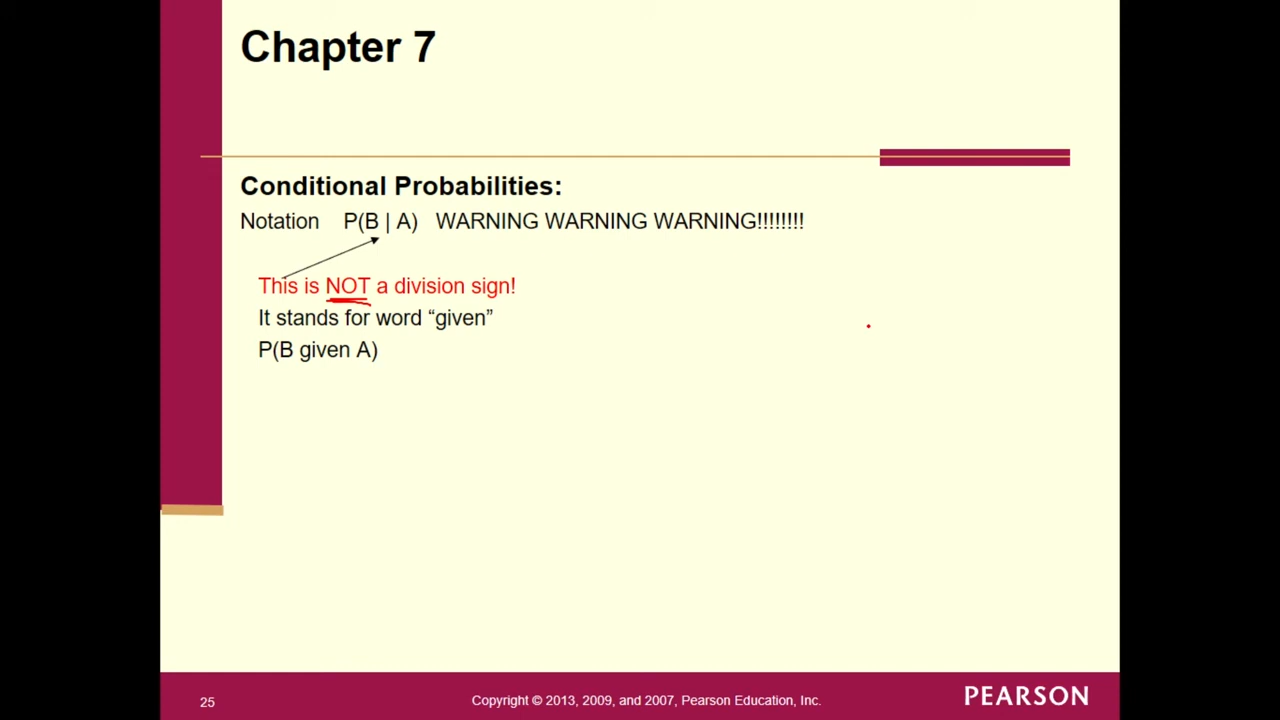 Chapter 7
Conditional Probabilities:
Notation P(B | A) WARNING WARNING WARNING!!!!!!!!
This is NOT a division sign!
It stands for word “given”
P(B given A)
25
Copyright © 2013, 2009, and 2007, Pearson Education, Inc.
PEARSON